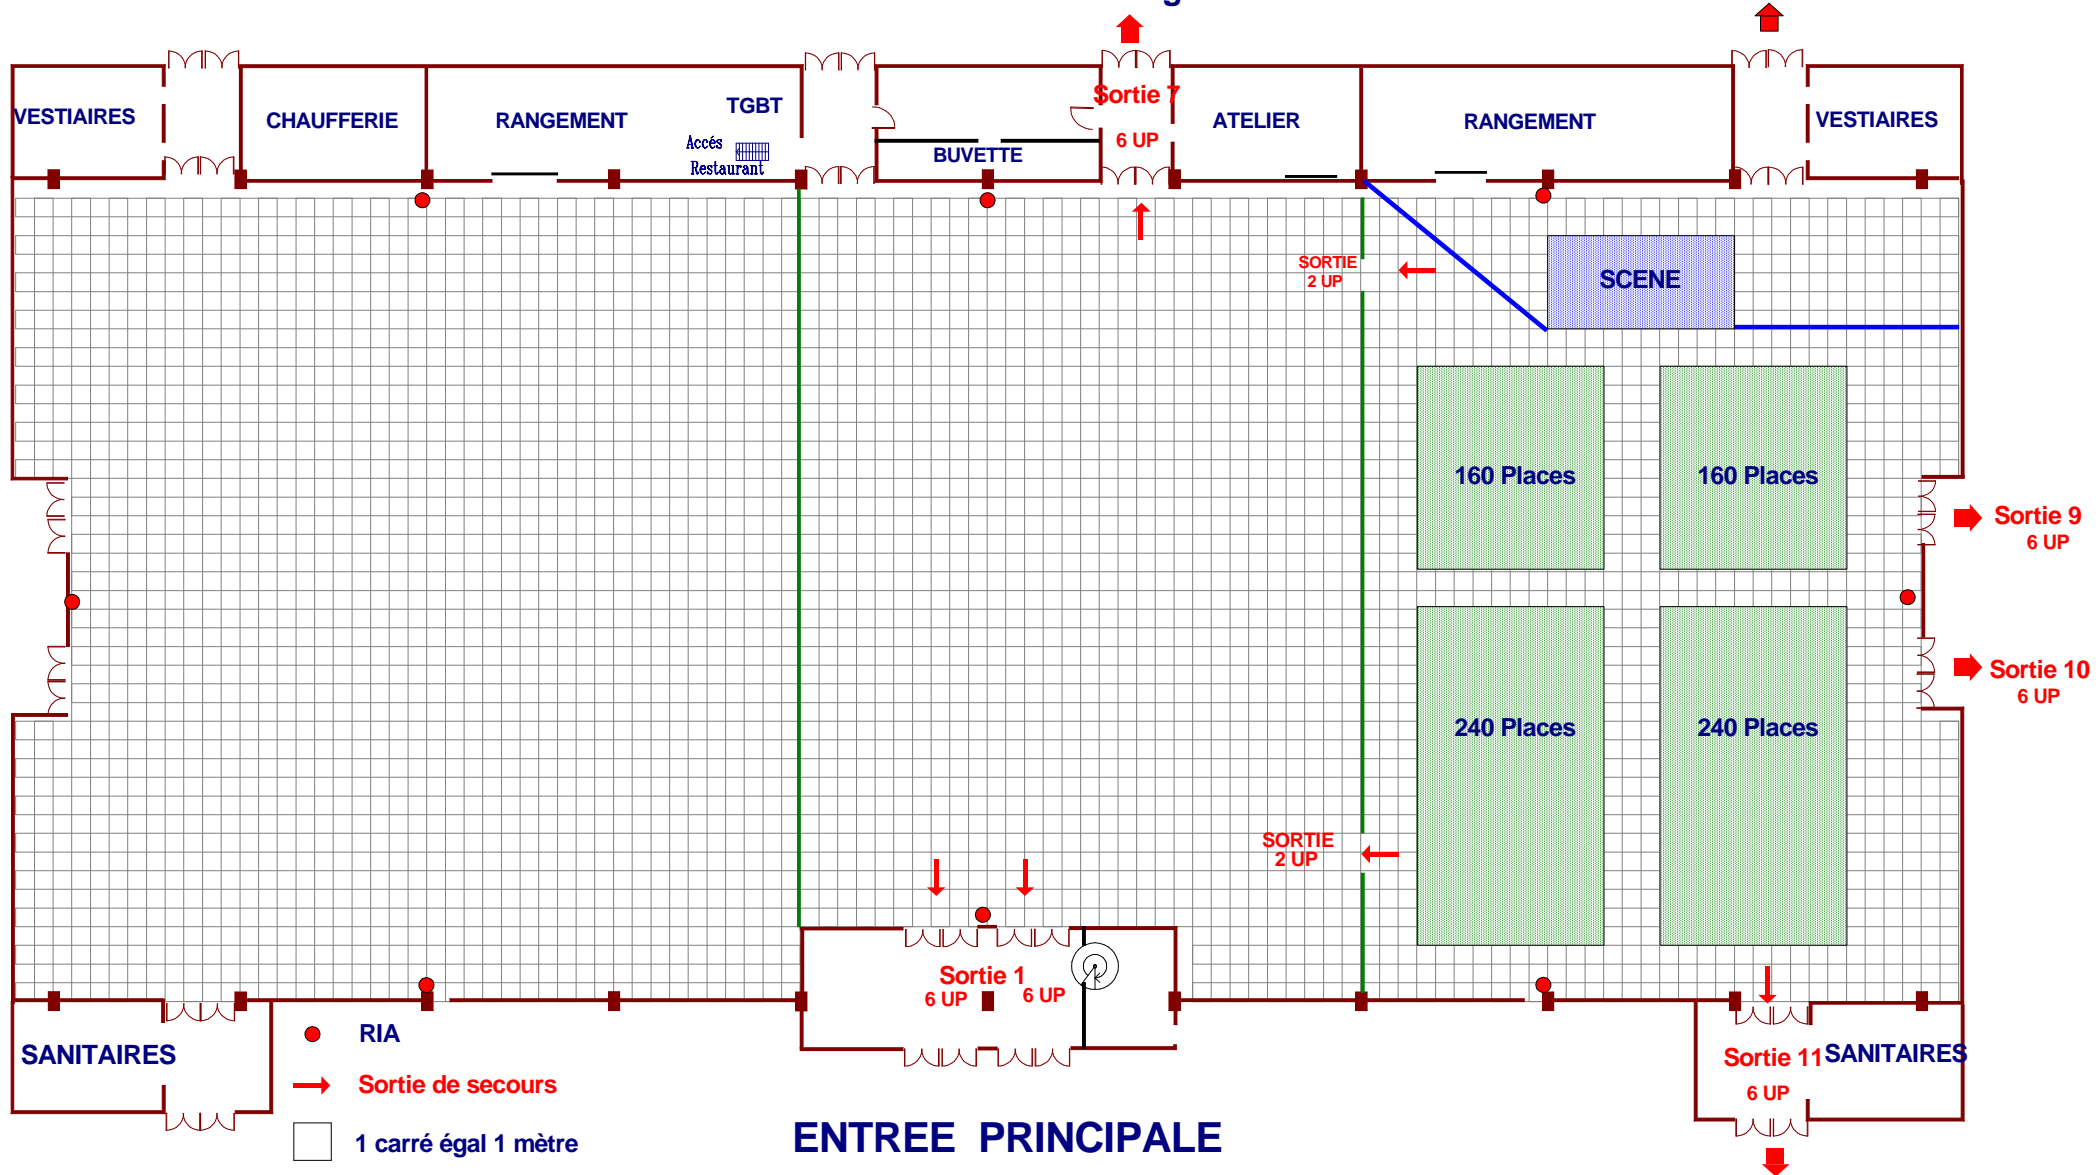 VESTIAIRES
CHAUFFERIE
RANGEMENT
TGBT
Accés
Restaurant
BUVETTE
Sortie 7
6 UP
ATELIER
RANGEMENT
VESTIAIRES
SORTIE
2 UP
SCENE
160 Places
160 Places
Sortie 9
6 UP
Sortie 10
6 UP
240 Places
240 Places
SORTIE
2 UP
Sortie 1
6 UP
6 UP
SANITAIRES
RIA
Sortie de secours
1 carré égal 1 mètre
ENTREE PRINCIPALE
Sortie 11
6 UP
SANITAIRES